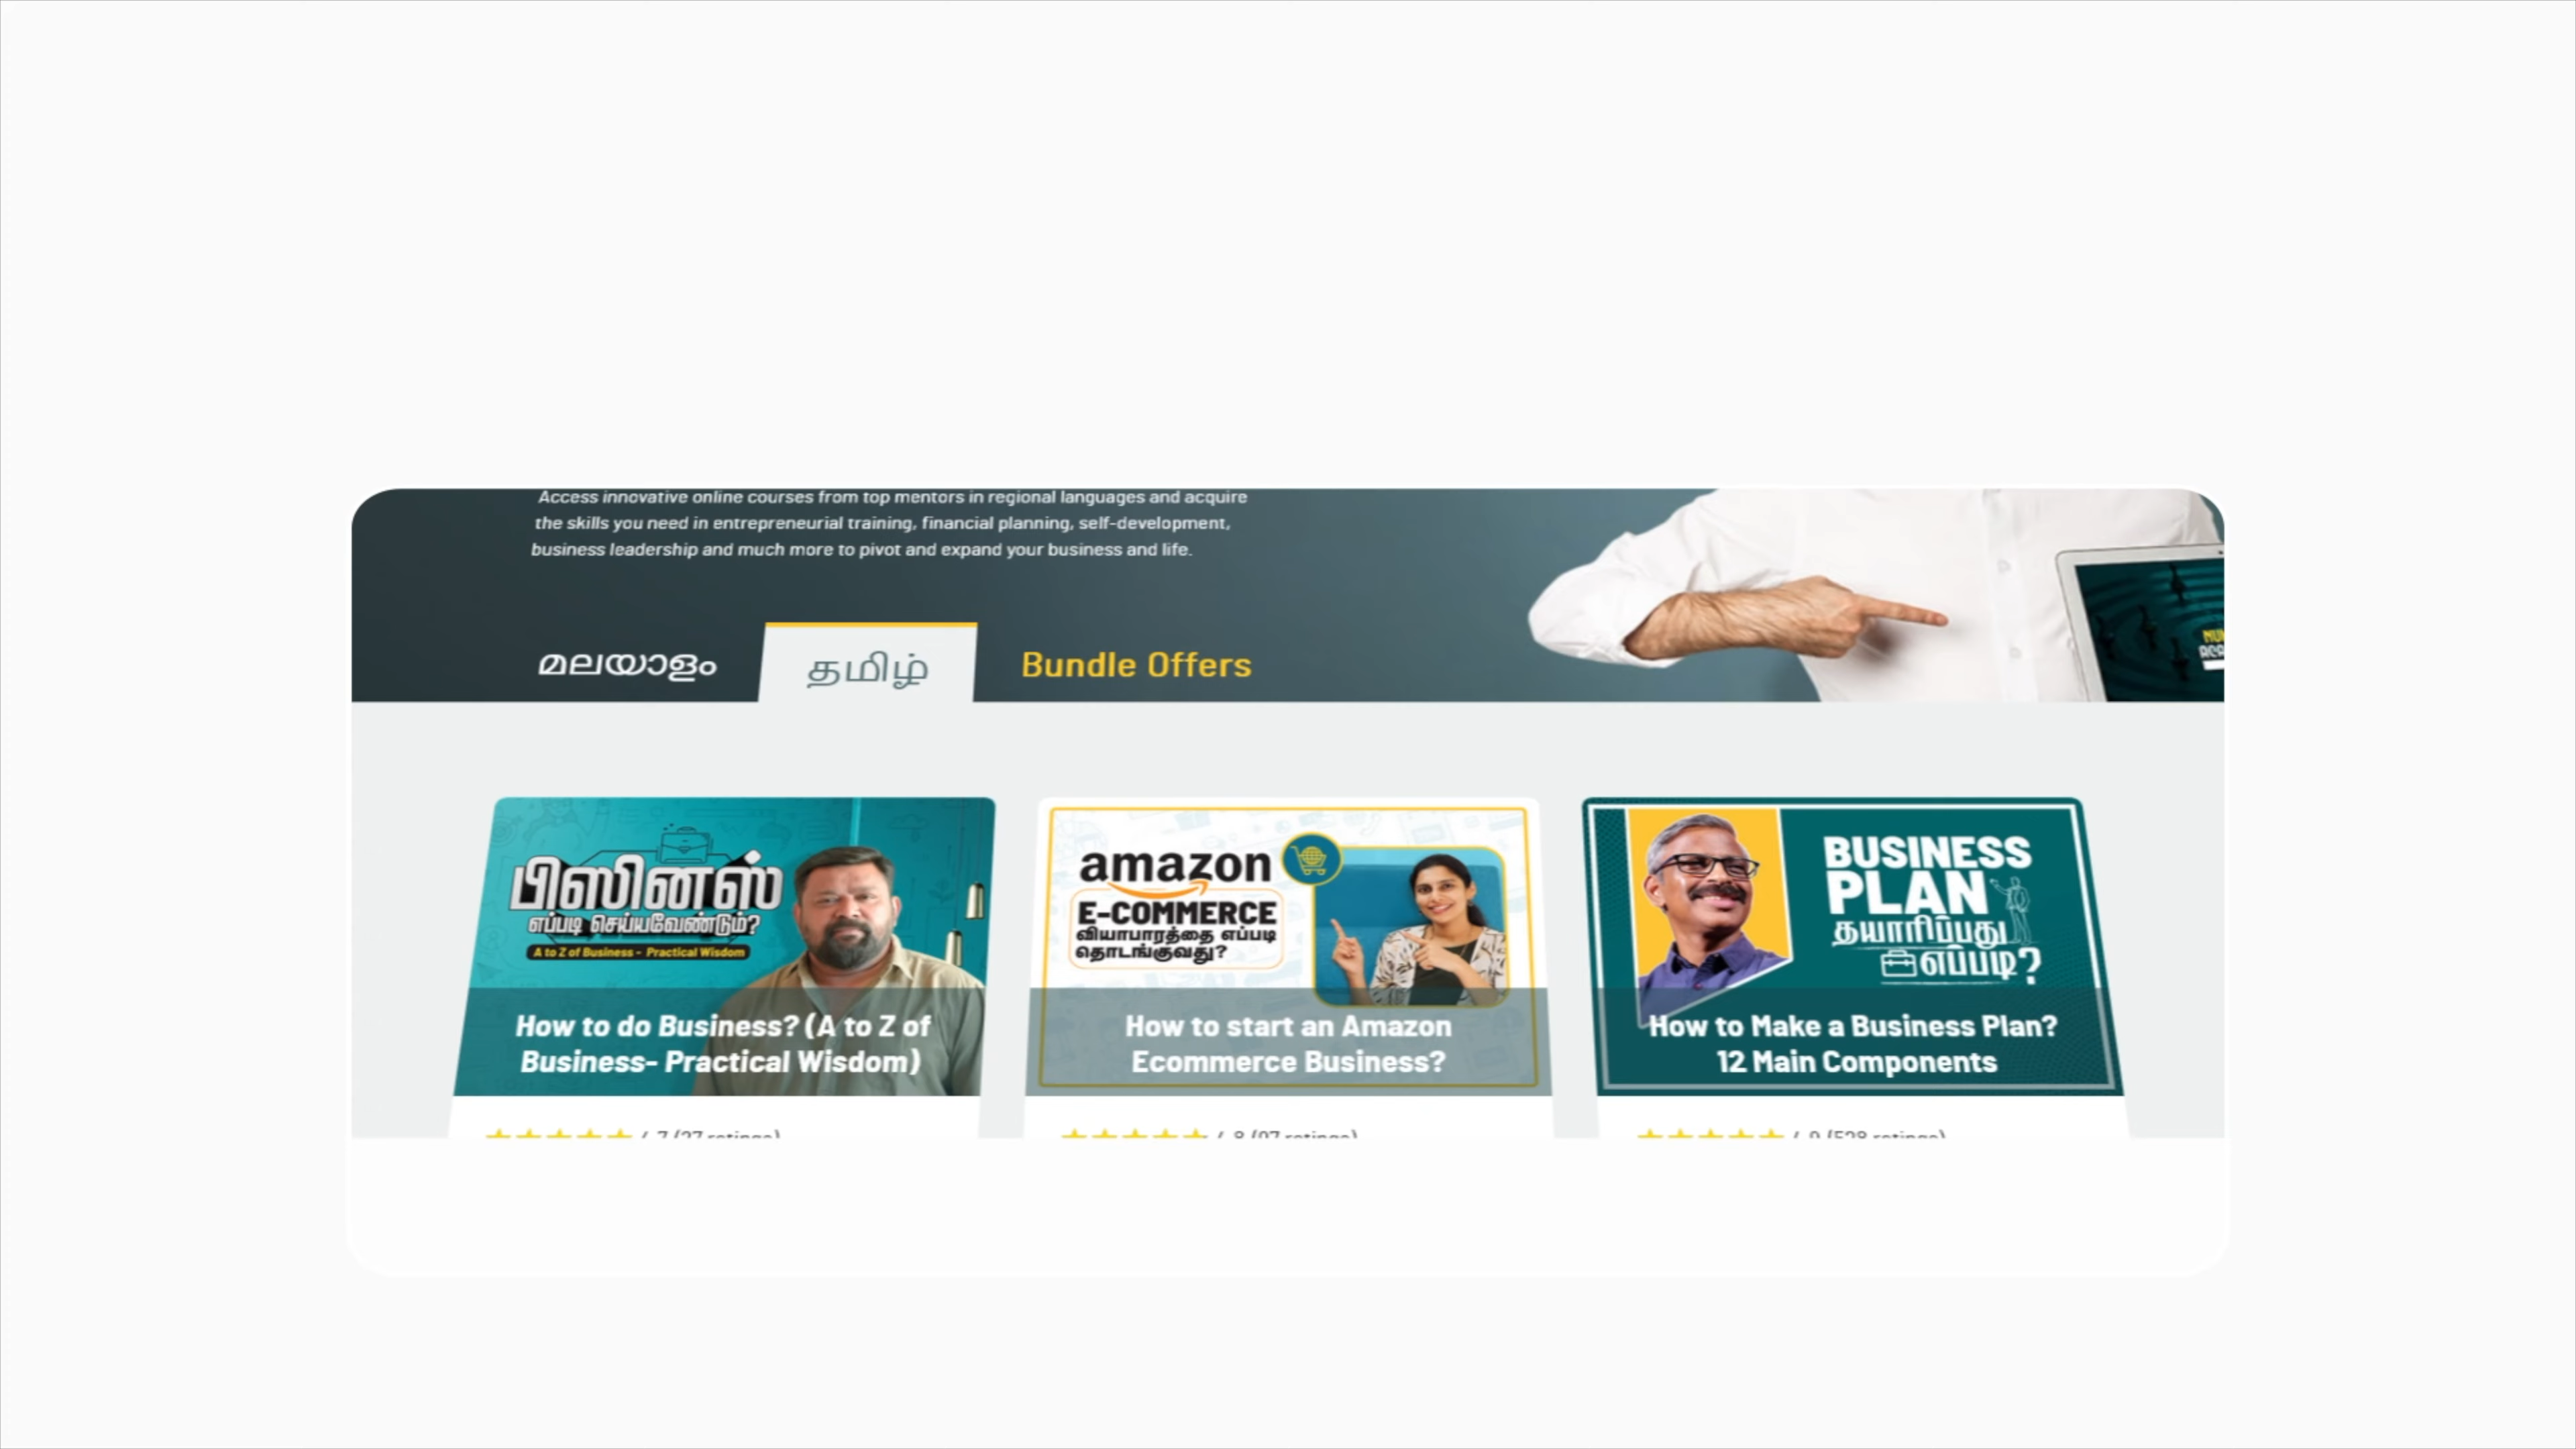 Access innovative online courses from top mentors in regional languages and acquire
the skills you need in entrepreneurial training, financial planning, self-development,
business leadership and much more to pivot and expand your business and life.
മലയാളം
தமிழ்
Bundle Offers
பிஸினஸ்
எப்படி செய்யவேண்டும்?
A to Z of Business - Practical Wisdom
How to do Business? (A to Z of
Business- Practical Wisdom)
amazon
E-COMMERCE
வியாபாரத்தை எப்படி
தொடங்குவது?
How to start an Amazon
Ecommerce Business?
BUSINESS
PLAN
தயாரிப்பது
எப்படி?
How to Make a Business Plan?
12 Main Components